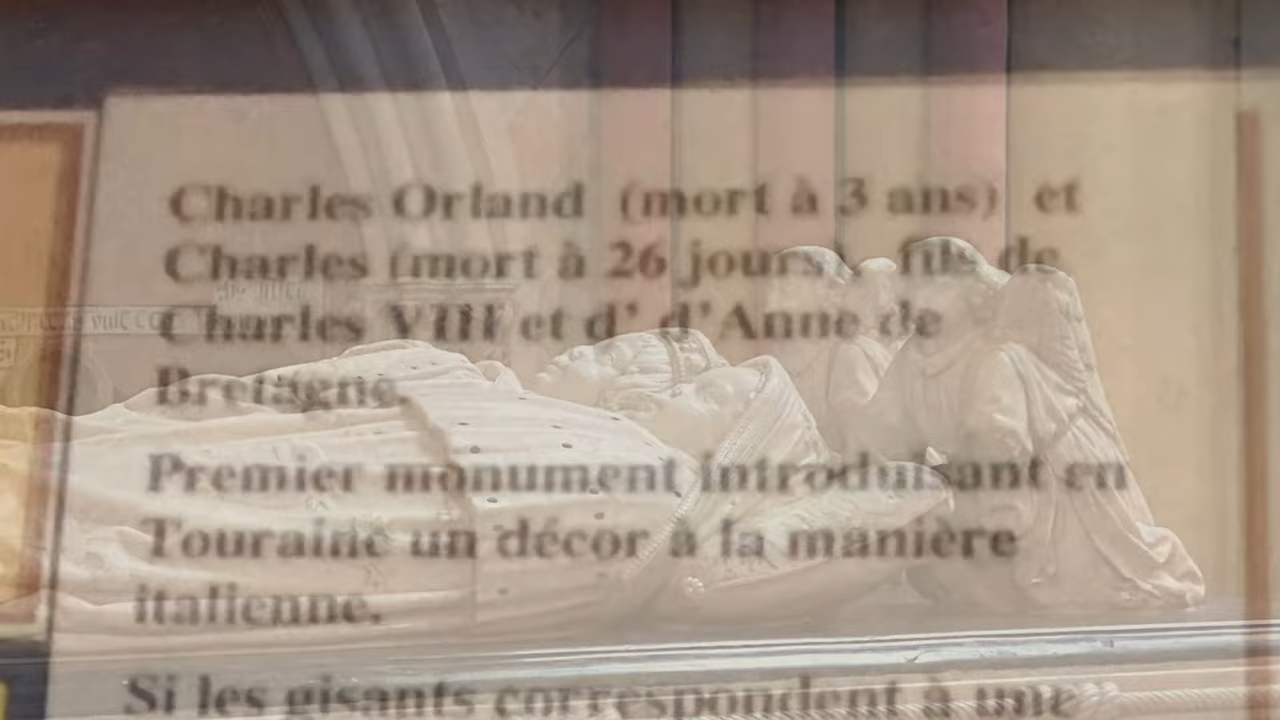 Charles Orland (mort à 3 ans) et
Charles (mort à 26 jours), fils de
Charles VIII et d' d'Anne de
Bretagne.
Premier monument introduisant en
Touraine un décor à la manière
italienne.
Si les gisants correspondent à une